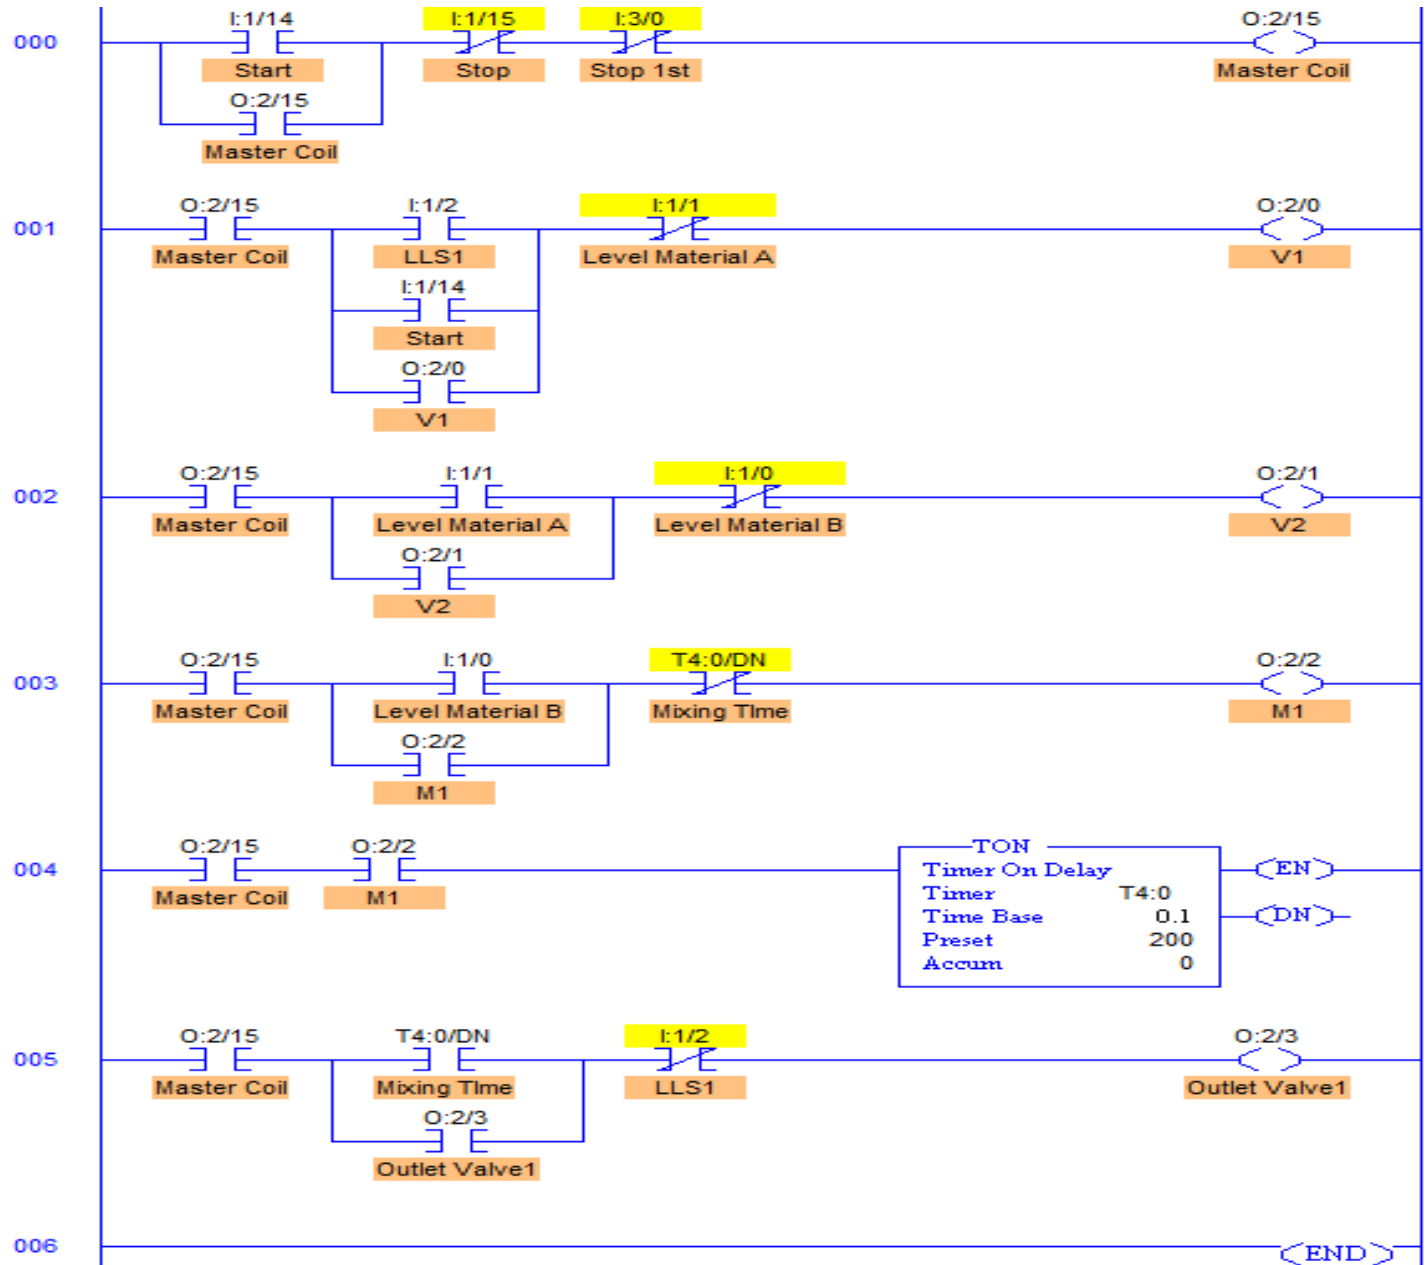 I:1/14 I:1/15 I:3/0 O:2/15
000
Start Stop Stop 1st Master Coil
O:2/15
Master Coil
O:2/15 I:1/2 I:1/1 O:2/0
001
Master Coil LLS1 Level Material A V1
I:1/14
Start
O:2/0
V1
O:2/15 I:1/1 I:1/0 O:2/1
002
Master Coil Level Material A Level Material B V2
O:2/1
V2
O:2/15 I:1/0 T4:0/DN O:2/2
003
Master Coil Level Material B Mixing TIme M1
O:2/2
M1
O:2/15 O:2/2 TON
004 Timer On Delay EN
Master Coil M1 Timer T4:0
Time Base 0.1 DN
Preset 200
Accum 0
O:2/15 T4:0/DN I:1/2 O:2/3
005
Master Coil Mixing TIme LLS1 Outlet Valve1
O:2/3
Outlet Valve1
006 END